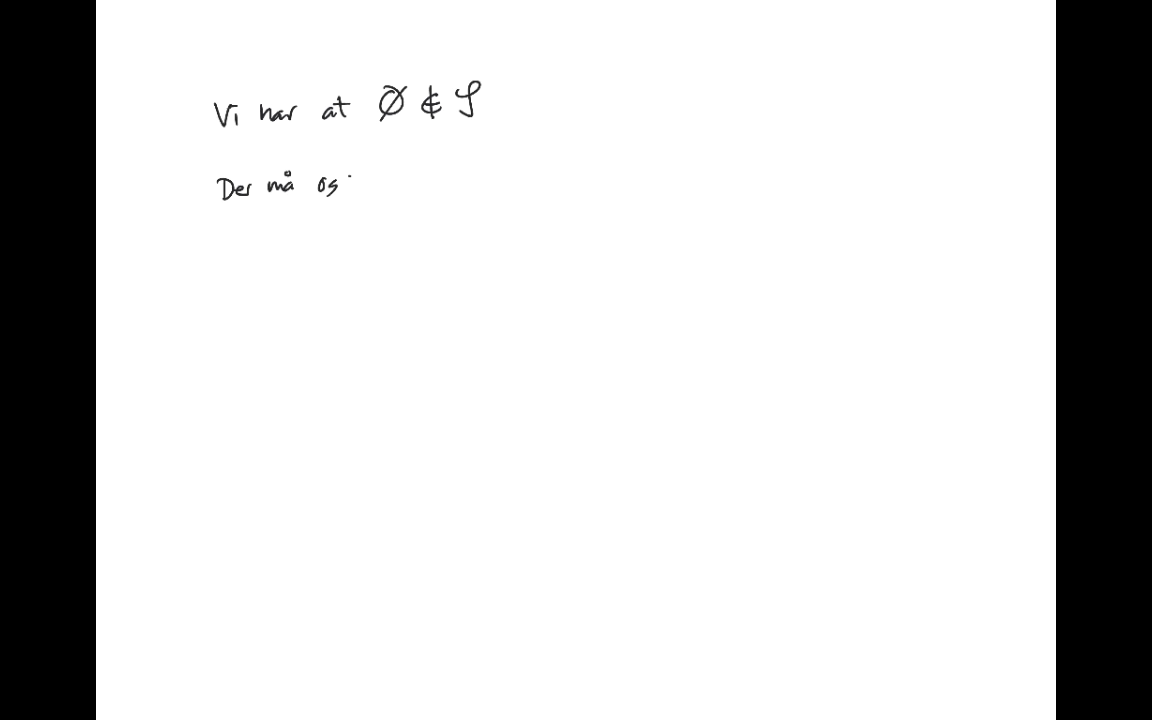 Vi har at Ø ∉ S
Der må os